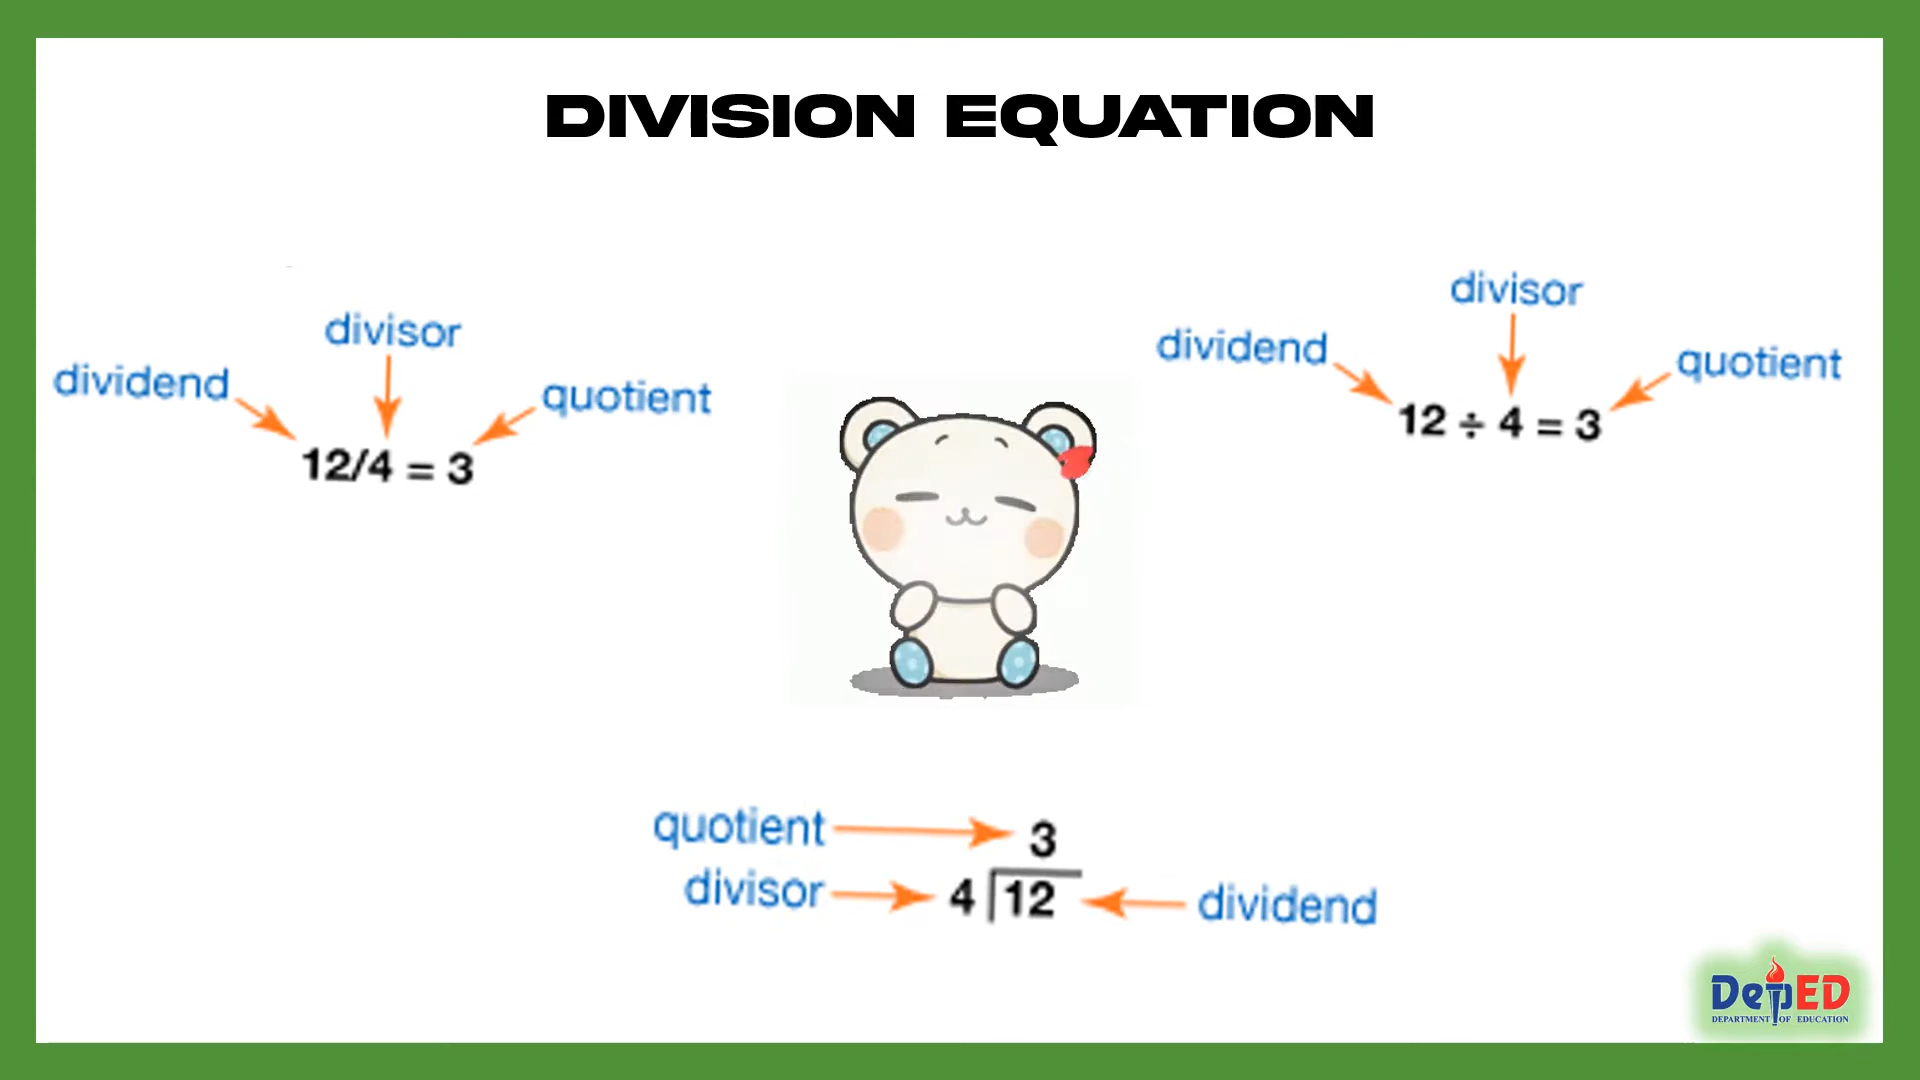 DIVISION EQUATION
divisor
dividend
quotient
12/4 = 3
divisor
dividend
quotient
12 ÷ 4 = 3
quotient
3
divisor
4
12
dividend
DepED
DEPARTMENT OF EDUCATION